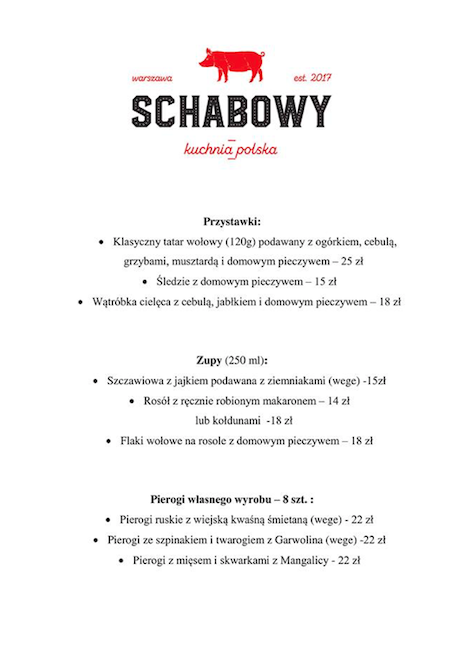 warszawa est. 2017
SCHABOWY
kuchnia polska
Przystawki:
• Klasyczny tatar wołowy (120g) podawany z ogórkiem, cebulą,
grzybami, musztardą i domowym pieczywem – 25 zł
• Śledzie z domowym pieczywem – 15 zł
• Wątróbka cielęca z cebulą, jabłkiem i domowym pieczywem – 18 zł
Zupy (250 ml):
• Szczawiowa z jajkiem podawana z ziemniakami (wege) -15zł
• Rosół z ręcznie robionym makaronem – 14 zł
lub kołdunami -18 zł
• Flaki wołowe na rosole z domowym pieczywem – 18 zł
Pierogi własnego wyrobu – 8 szt. :
• Pierogi ruskie z wiejską kwaśną śmietaną (wege) - 22 zł
• Pierogi ze szpinakiem i twarogiem z Garwolina (wege) -22 zł
• Pierogi z mięsem i skwarkami z Mangalicy - 22 zł